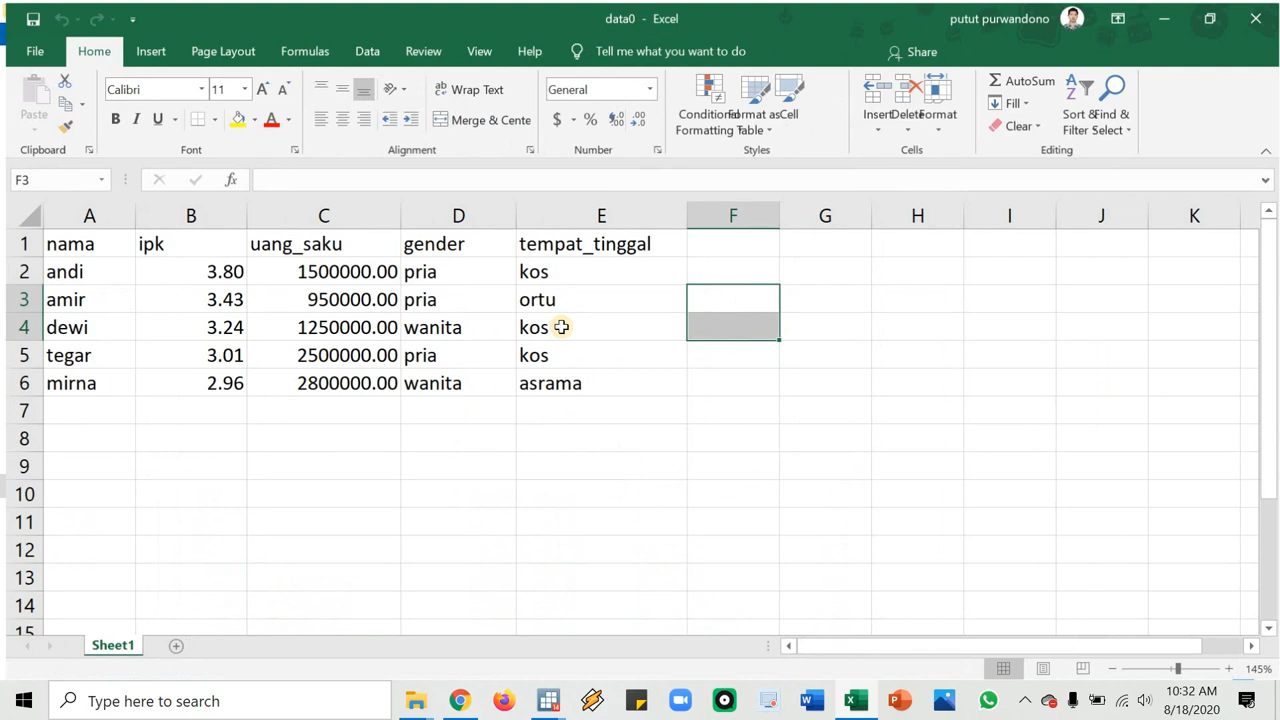 data0 - Excel
putut purwandono
File Home Insert Page Layout Formulas Data Review View Help Tell me what you want to do Share
Paste
Clipboard
Calibri 11
B I U A
Font
Wrap Text
Merge & Cente
Alignment
General
$ %
Number
Condition
Formatting
Format as
Table
Cell
Styles
Insert
Delete
Format
Cells
AutoSum
Fill
Clear
Sort &
Filter
Find &
Select
Editing
F3 fx
A B C D E F G H I J K
1 nama ipk uang_saku gender tempat_tinggal
2 andi 3.80 1500000.00 pria kos
3 amir 3.43 950000.00 pria ortu
4 dewi 3.24 1250000.00 wanita kos
5 tegar 3.01 2500000.00 pria kos
6 mirna 2.96 2800000.00 wanita asrama
7
8
9
10
11
12
13
14
15
Sheet1
145%
Type here to search
10:32 AM
8/18/2020